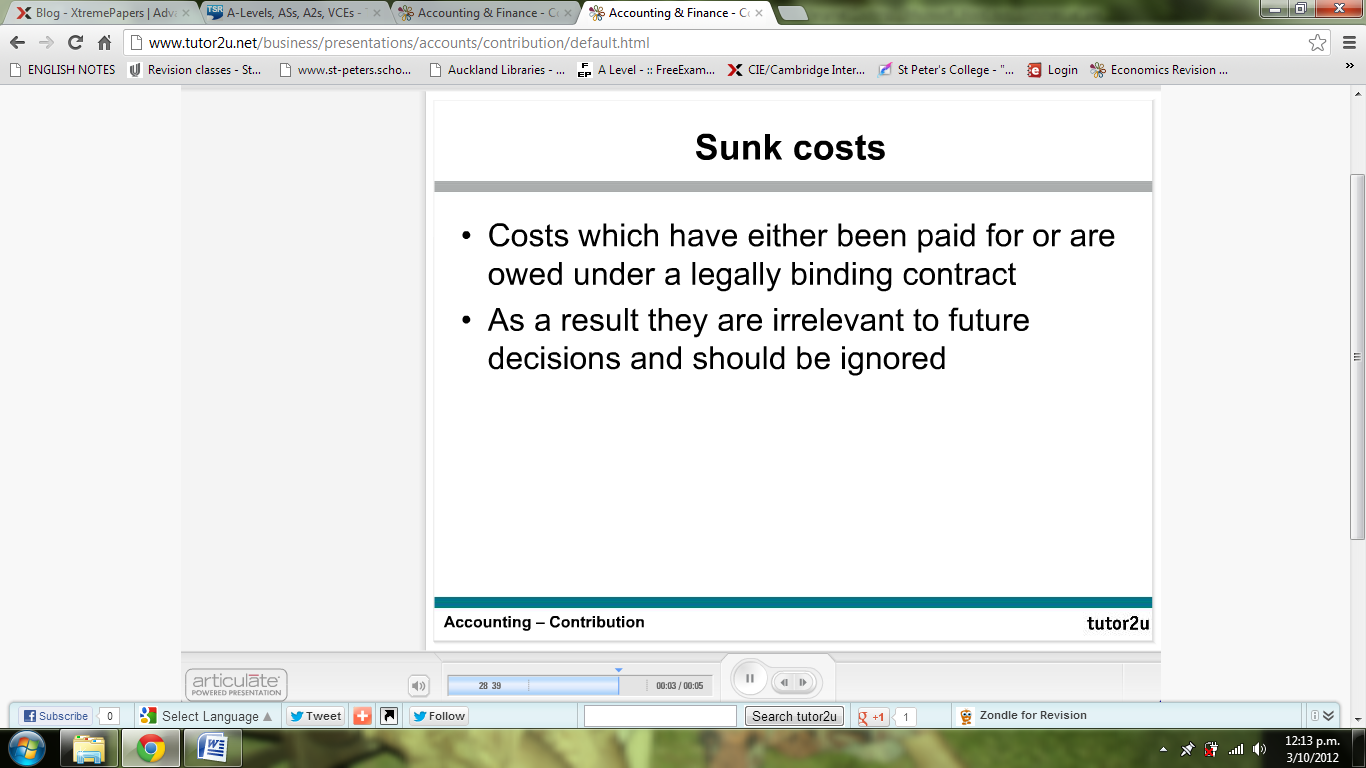 Blog - XtremePapers | Adva
A-Levels, ASs, A2s, VCEs -
Accounting & Finance - Co
Accounting & Finance - Co
www.tutor2u.net/business/presentations/accounts/contribution/default.html
ENGLISH NOTES
Revision classes - St...
www.st-peters.scho...
Auckland Libraries - ...
A Level - :: FreeExam...
CIE/Cambridge Inter...
St Peter's College - "...
Login
Economics Revision ...
Sunk costs
• Costs which have either been paid for or are
owed under a legally binding contract
• As a result they are irrelevant to future
decisions and should be ignored
Accounting – Contribution
tutor2u
articulate
POWERED PRESENTATION
28 39
00:03 / 00:05
Subscribe 0
Select Language
Tweet
Follow
Search tutor2u
+1 1
Zondle for Revision
12:13 p.m.
3/10/2012